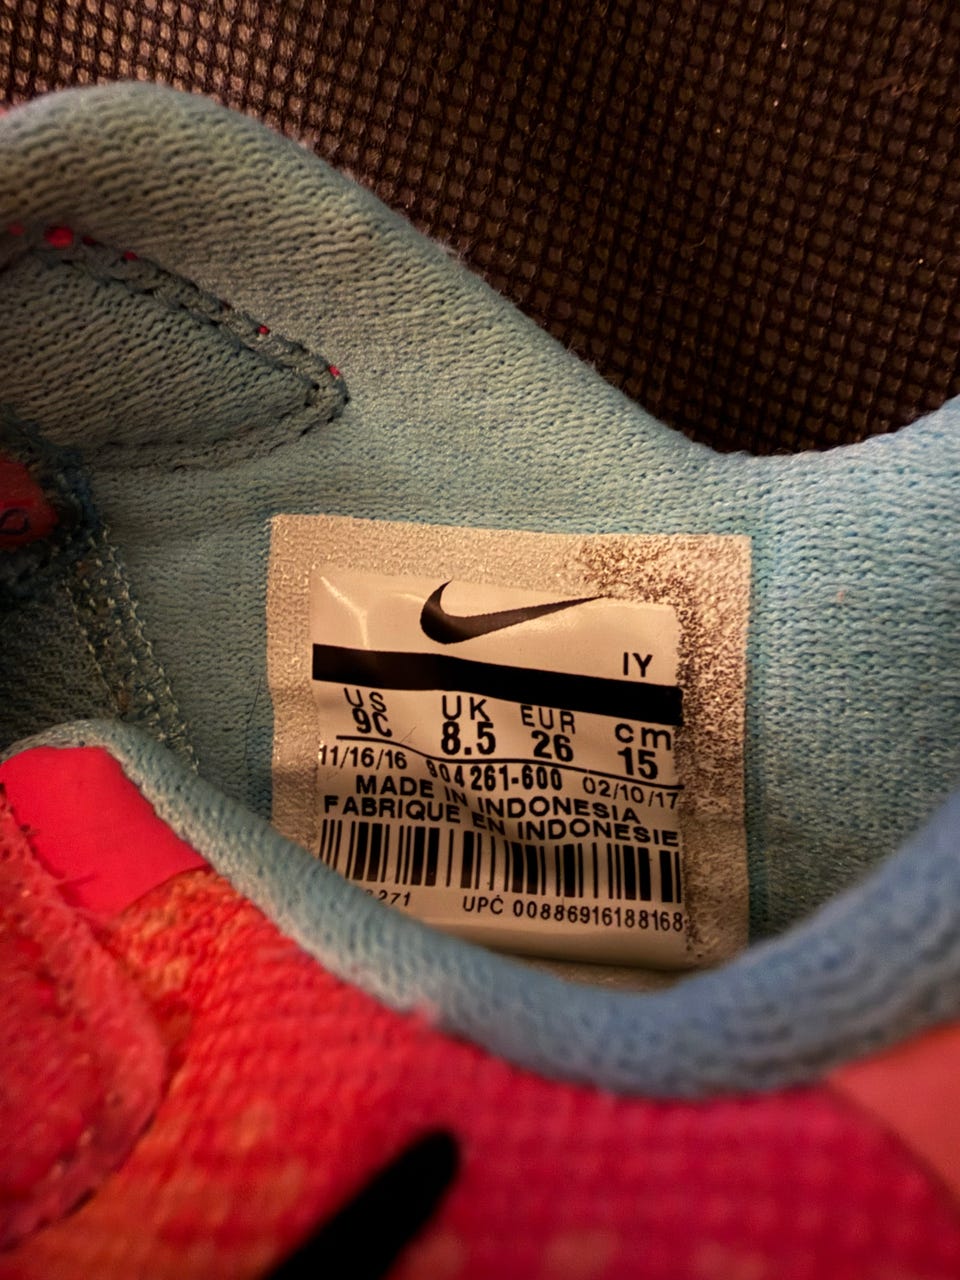 IY
US UK EUR cm
9C 8.5 26 15
11/16/16 904261-600 02/10/17
MADE IN INDONESIA
FABRIQUE EN INDONESIE
UPC 00886916188168